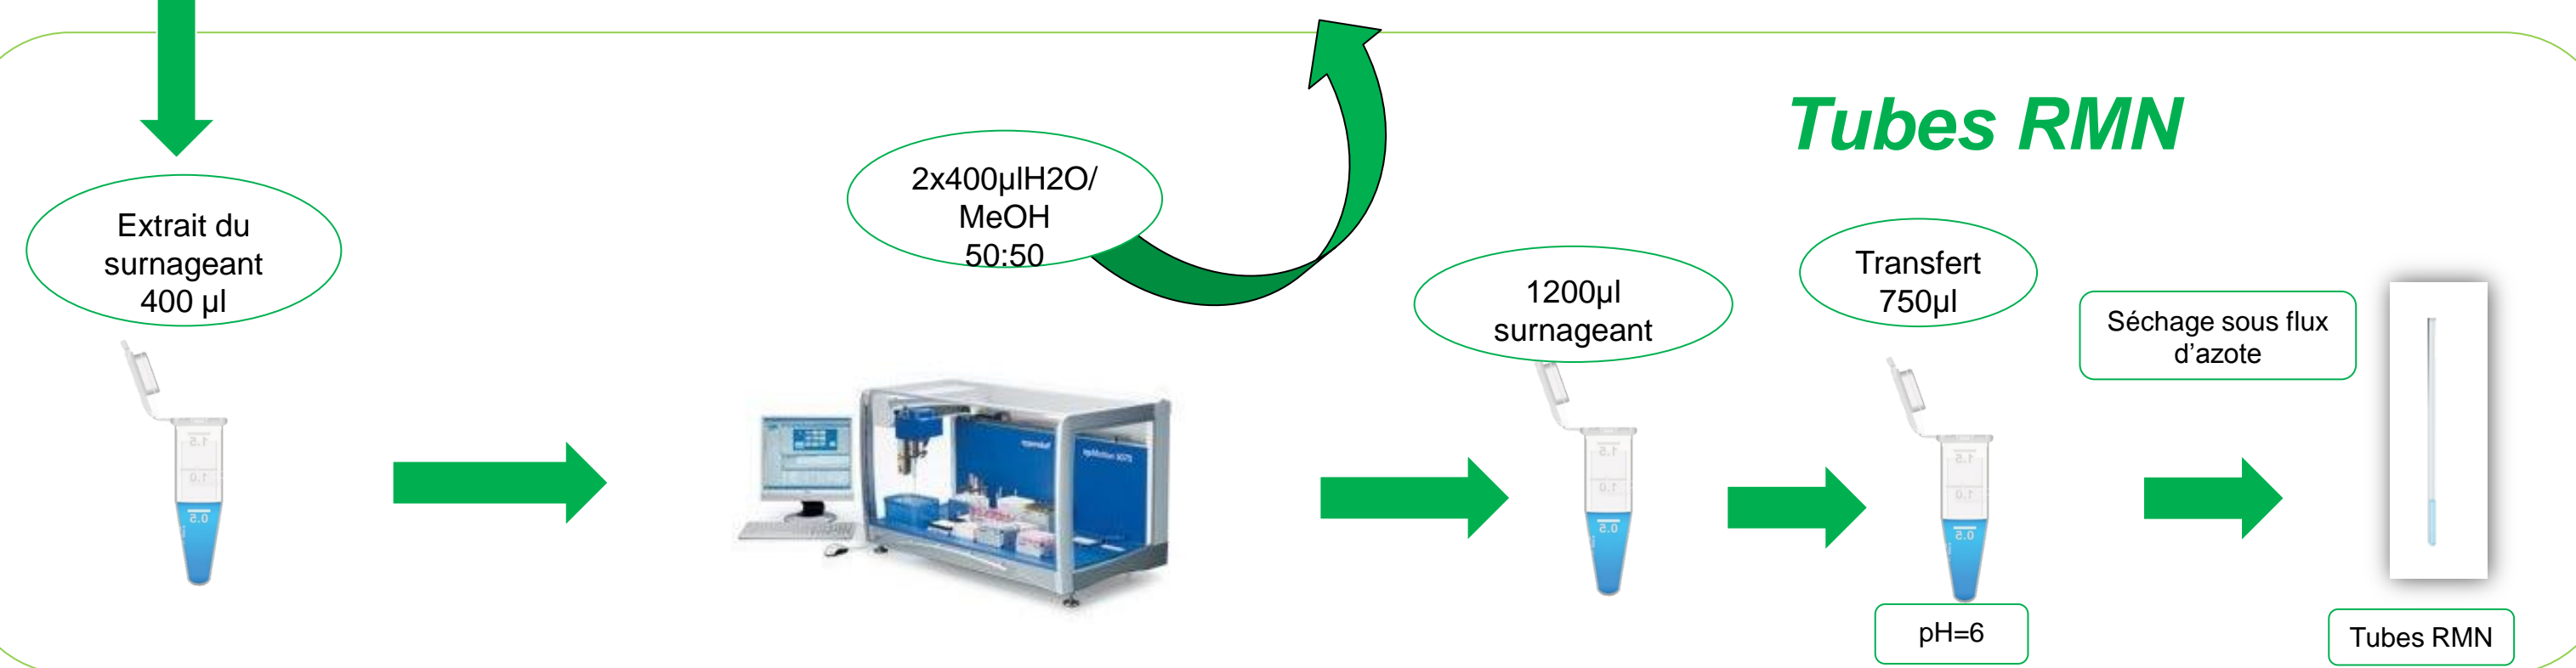 Tubes RMN
2x400µlH2O/
MeOH
50:50
Extrait du
surnageant
400 µl
1200µl
surnageant
Transfert
750µl
Séchage sous flux
d'azote
pH=6
Tubes RMN